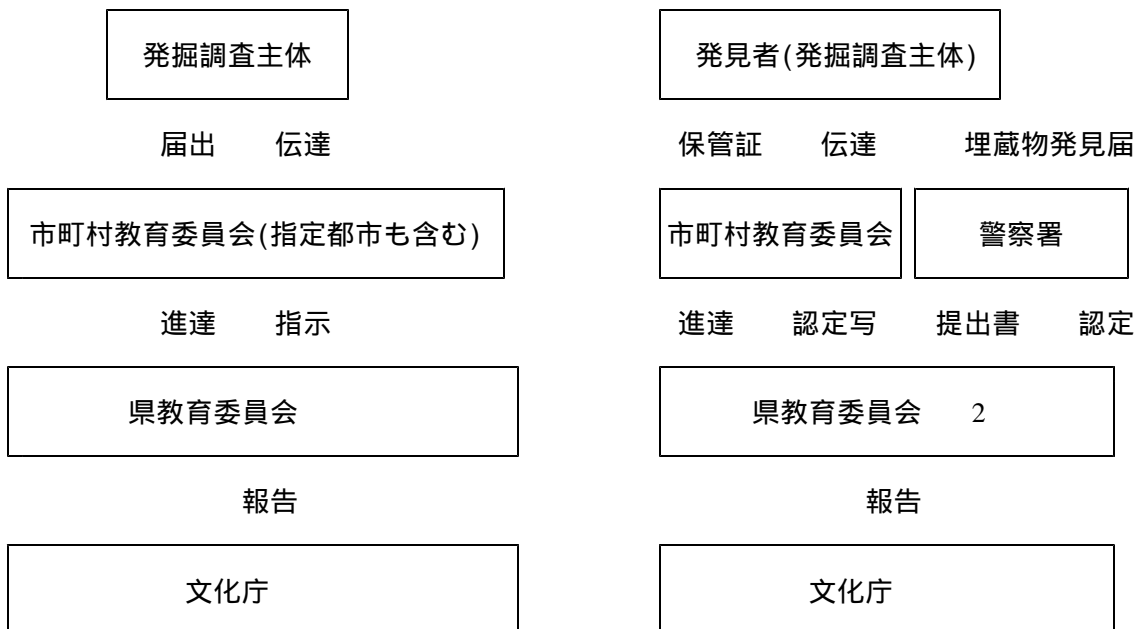 発掘調査主体
届出 伝達
市町村教育委員会(指定都市も含む)
進達 指示
県教育委員会
報告
文化庁
発見者(発掘調査主体)
保管証 伝達 埋蔵物発見届
市町村教育委員会 警察署
進達 認定写 提出書 認定
県教育委員会 2
報告
文化庁